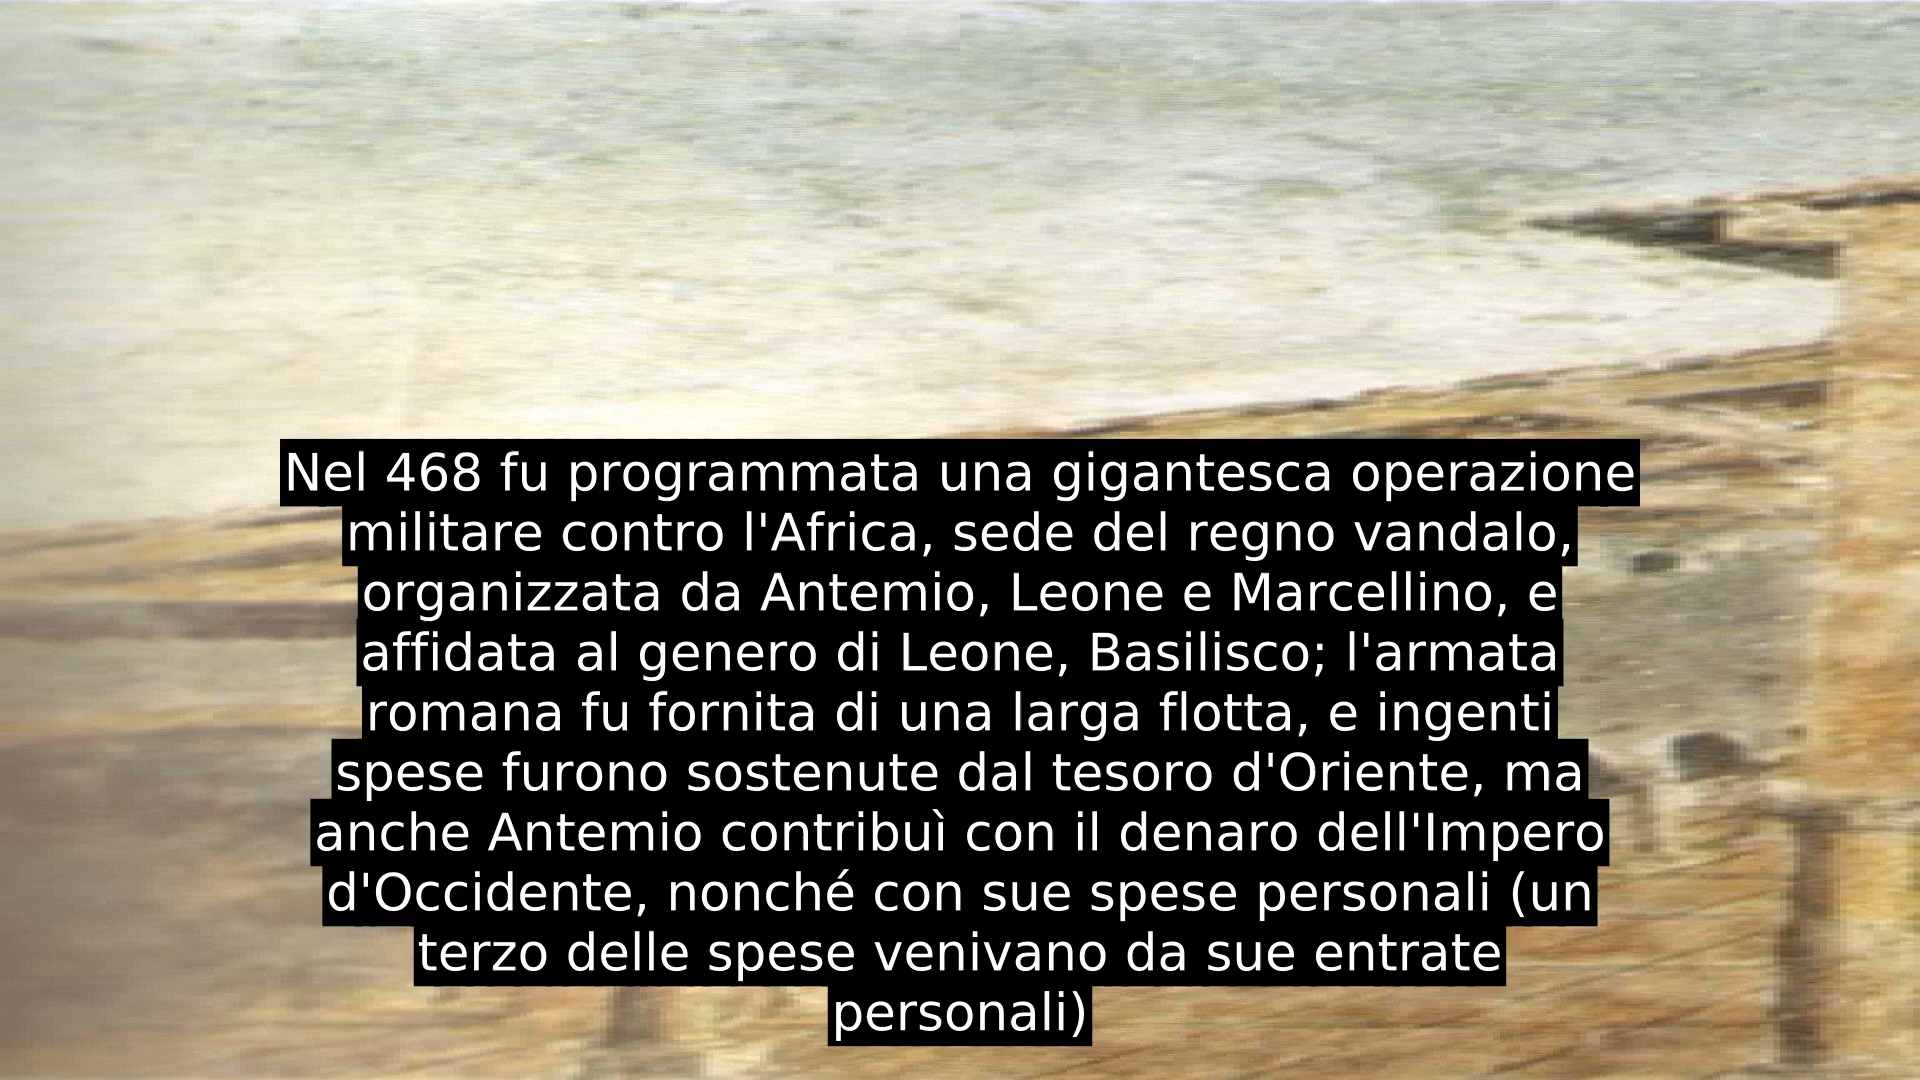 Nel 468 fu programmata una gigantesca operazione
militare contro l'Africa, sede del regno vandalo,
organizzata da Antemio, Leone e Marcellino, e
affidata al genero di Leone, Basilisco; l'armata
romana fu fornita di una larga flotta, e ingenti
spese furono sostenute dal tesoro d'Oriente, ma
anche Antemio contribuì con il denaro dell'Impero
d'Occidente, nonché con sue spese personali (un
terzo delle spese venivano da sue entrate
personali)